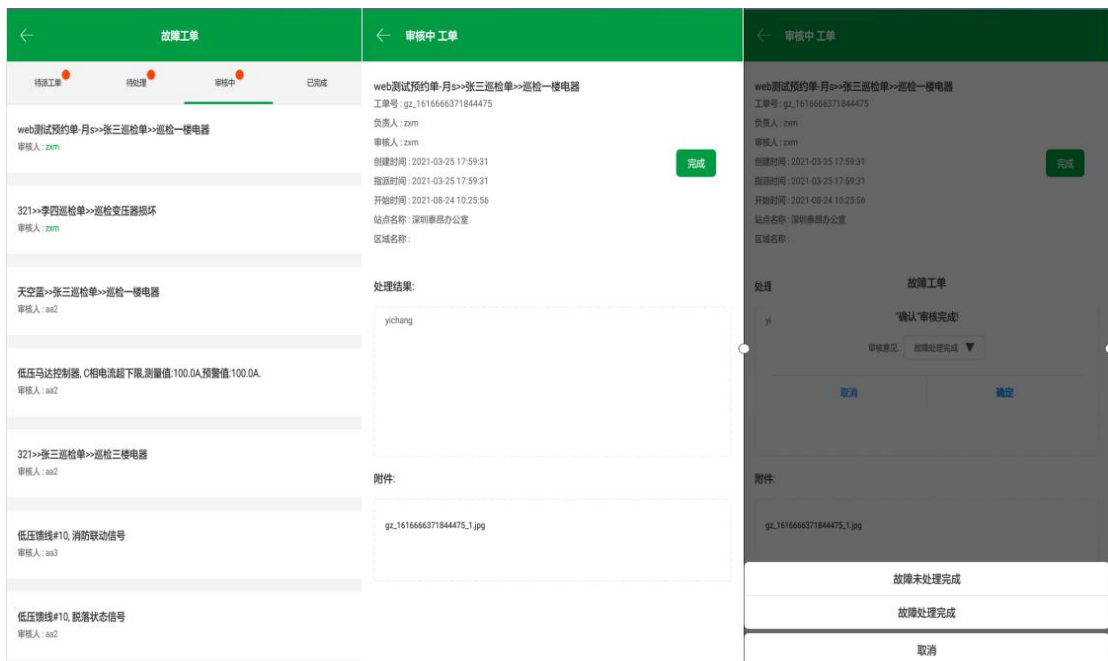 故障工单
待派工单
待处理
审核中
已完成
web测试预约单-月s>>张三巡检单>>巡检一楼电器
审核人 : zxm
321>>李四巡检单>>巡检变压器损坏
审核人 : zxm
天空蓝>>张三巡检单>>巡检一楼电器
审核人 : aa2
低压马达控制器, C相电流超下限,测量值:100.0A,预警值:100.0A.
审核人 : aa2
321>>张三巡检单>>巡检三楼电器
审核人 : aa2
低压馈线#10, 消防联动信号
审核人 : aa3
低压馈线#10, 脱落状态信号
审核人 : aa2
审核中 工单
web测试预约单-月s>>张三巡检单>>巡检一楼电器
工单号 : gz_1616666371844475
负责人 : zxm
审核人 : zxm
创建时间 : 2021-03-25 17:59:31
完成
指派时间 : 2021-03-25 17:59:31
开始时间 : 2021-08-24 10:25:56
站点名称 : 深圳泰昂办公室
区域名称 :
处理结果:
yichang
附件:
gz_1616666371844475_1.jpg
审核中 工单
web测试预约单-月s>>张三巡检单>>巡检一楼电器
工单号 : gz_1616666371844475
负责人 : zxm
审核人 : zxm
创建时间 : 2021-03-25 17:59:31
完成
指派时间 : 2021-03-25 17:59:31
开始时间 : 2021-08-24 10:25:56
站点名称 : 深圳泰昂办公室
区域名称 :
处理
故障工单
yi
"确认"审核完成!
审核意见 : 故障处理完成 ▼
取消
确定
附件:
gz_1616666371844475_1.jpg
故障未处理完成
故障处理完成
取消